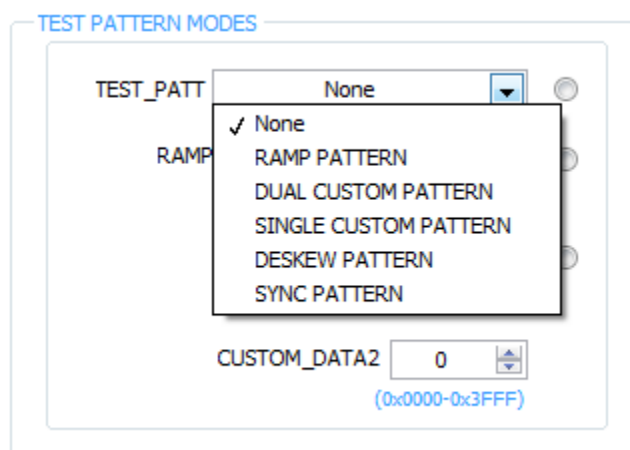 TEST PATTERN MODES
TEST_PATT None
None
RAMP
RAMP PATTERN
DUAL CUSTOM PATTERN
SINGLE CUSTOM PATTERN
DESKEW PATTERN
SYNC PATTERN
CUSTOM_DATA2 0
(0x0000-0x3FFF)